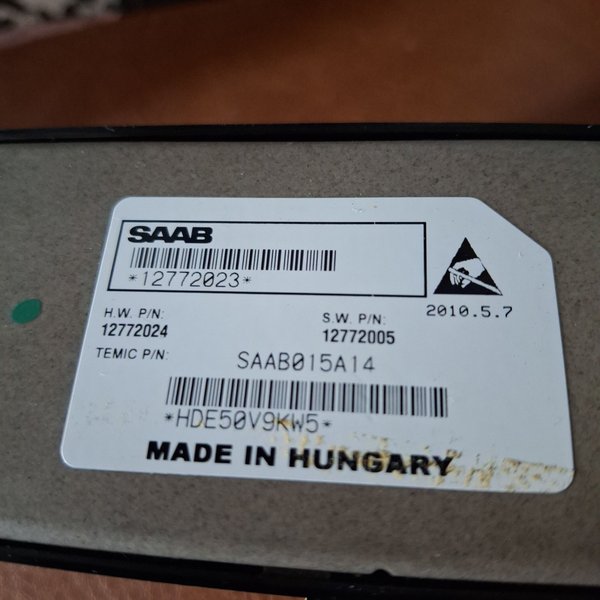 SAAB
*12772023*
2010.5.7
H.W. P/N:
12772024
S.W. P/N:
12772005
TEMIC P/N:
SAAB015A14
*HDE50V9KW5*
MADE IN HUNGARY